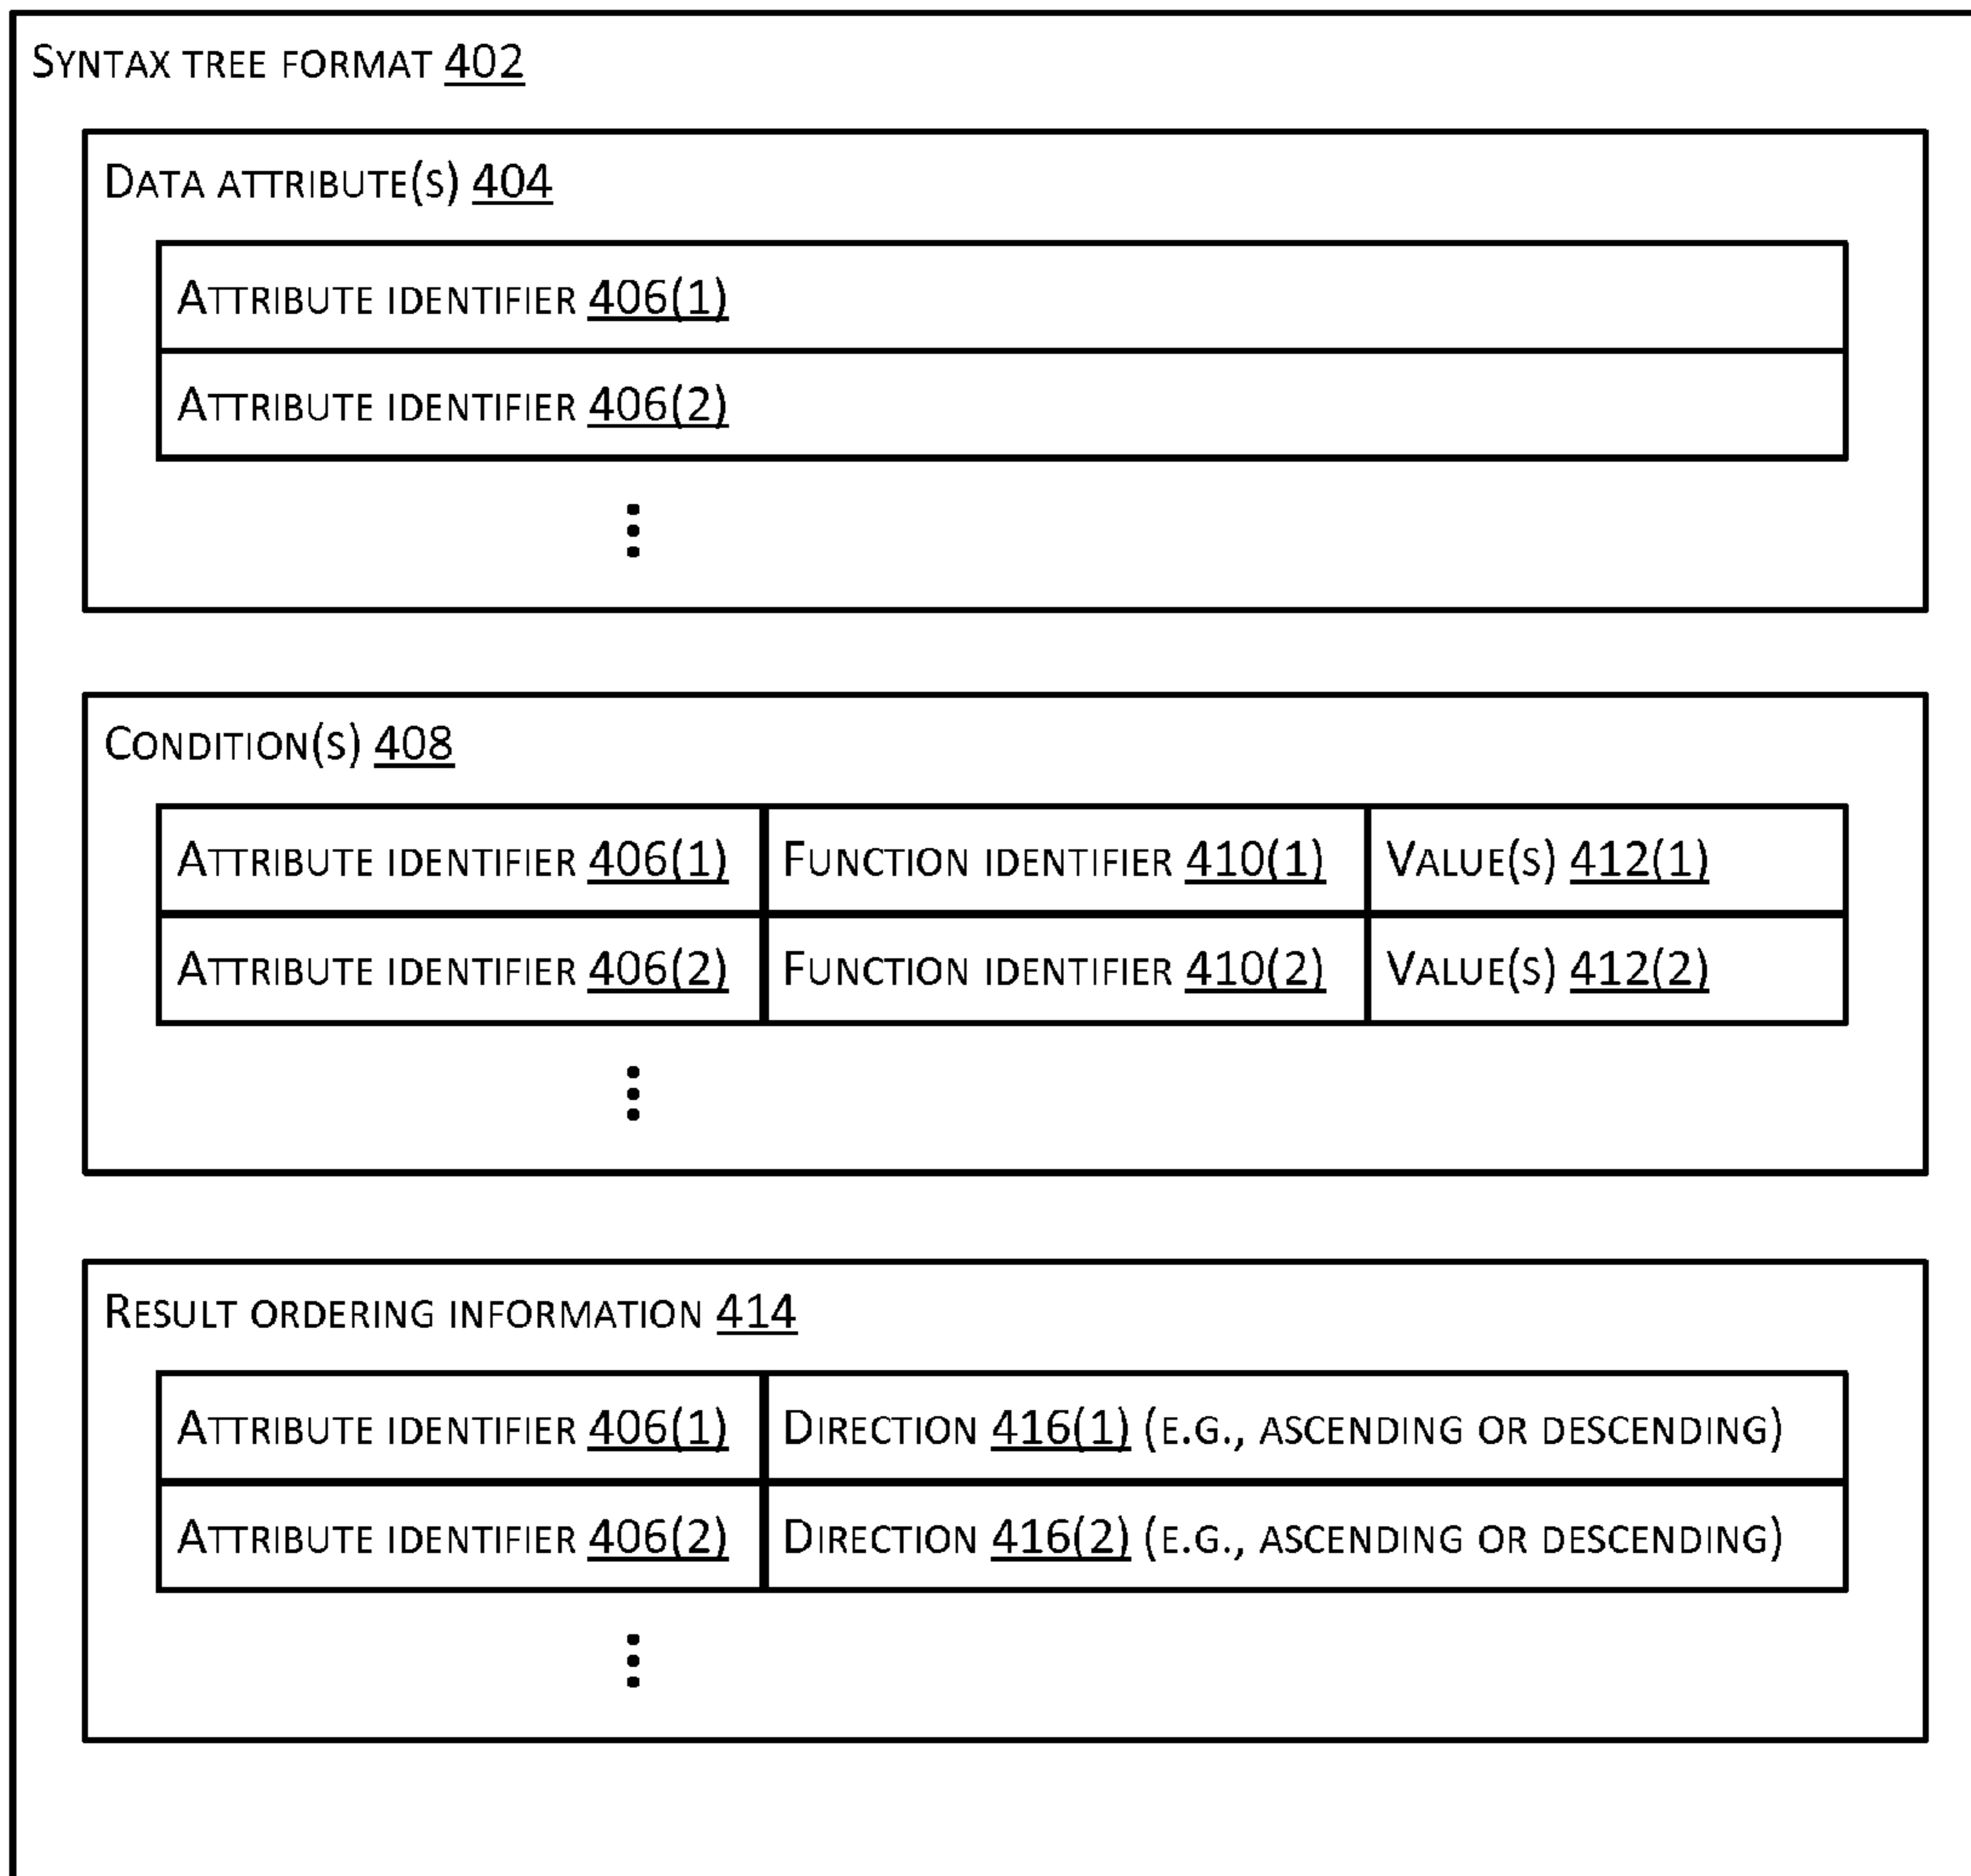 Syntax tree format 402
Data attribute(s) 404
Attribute identifier 406(1)
Attribute identifier 406(2)
Condition(s) 408
Attribute identifier 406(1) Function identifier 410(1) Value(s) 412(1)
Attribute identifier 406(2) Function identifier 410(2) Value(s) 412(2)
Result ordering information 414
Attribute identifier 406(1) Direction 416(1) (e.g., ascending or descending)
Attribute identifier 406(2) Direction 416(2) (e.g., ascending or descending)